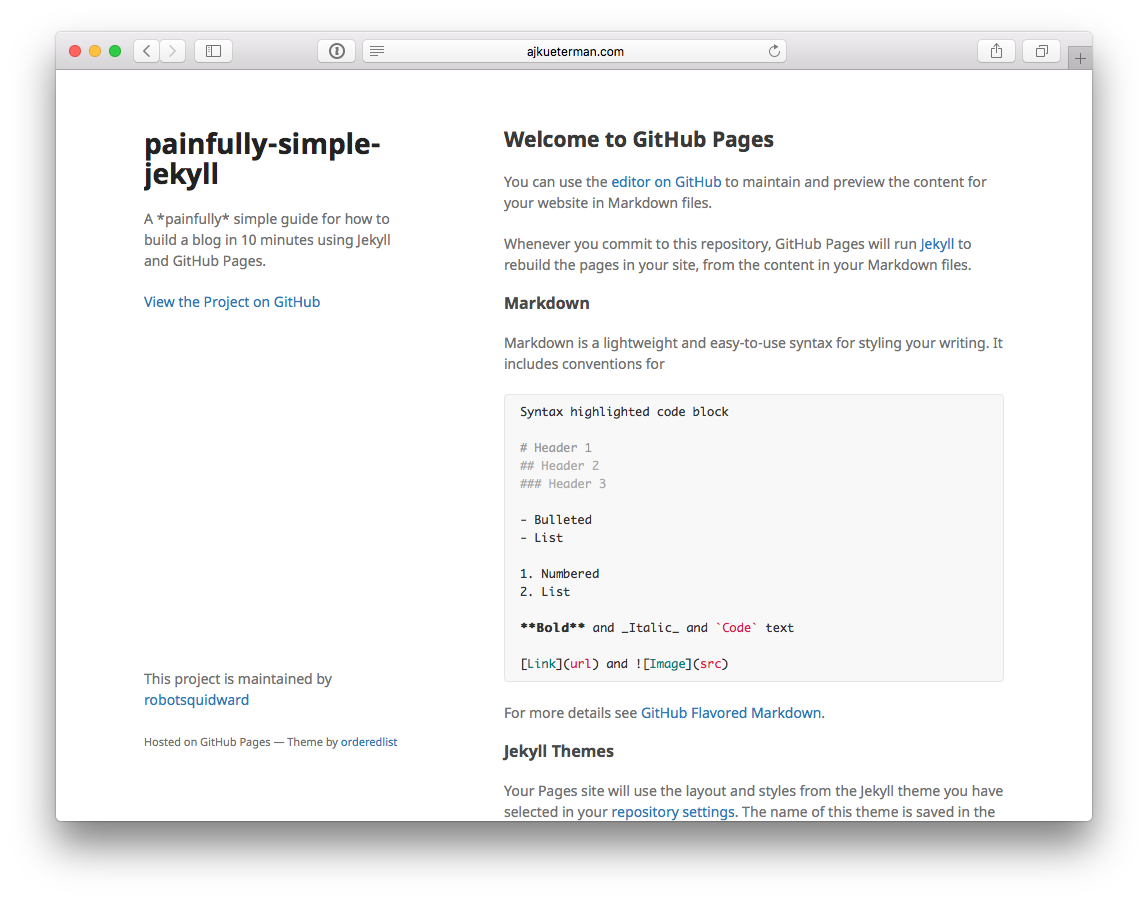 ajkueterman.com
painfully-simple-
jekyll
A *painfully* simple guide for how to
build a blog in 10 minutes using Jekyll
and GitHub Pages.
View the Project on GitHub
This project is maintained by
robotsquidward
Hosted on GitHub Pages — Theme by orderedlist
Welcome to GitHub Pages
You can use the editor on GitHub to maintain and preview the content for
your website in Markdown files.
Whenever you commit to this repository, GitHub Pages will run Jekyll to
rebuild the pages in your site, from the content in your Markdown files.
Markdown
Markdown is a lightweight and easy-to-use syntax for styling your writing. It
includes conventions for
Syntax highlighted code block
# Header 1
## Header 2
### Header 3
- Bulleted
- List
1. Numbered
2. List
**Bold** and _Italic_ and `Code` text
[Link](url) and ![Image](src)
For more details see GitHub Flavored Markdown.
Jekyll Themes
Your Pages site will use the layout and styles from the Jekyll theme you have
selected in your repository settings. The name of this theme is saved in the